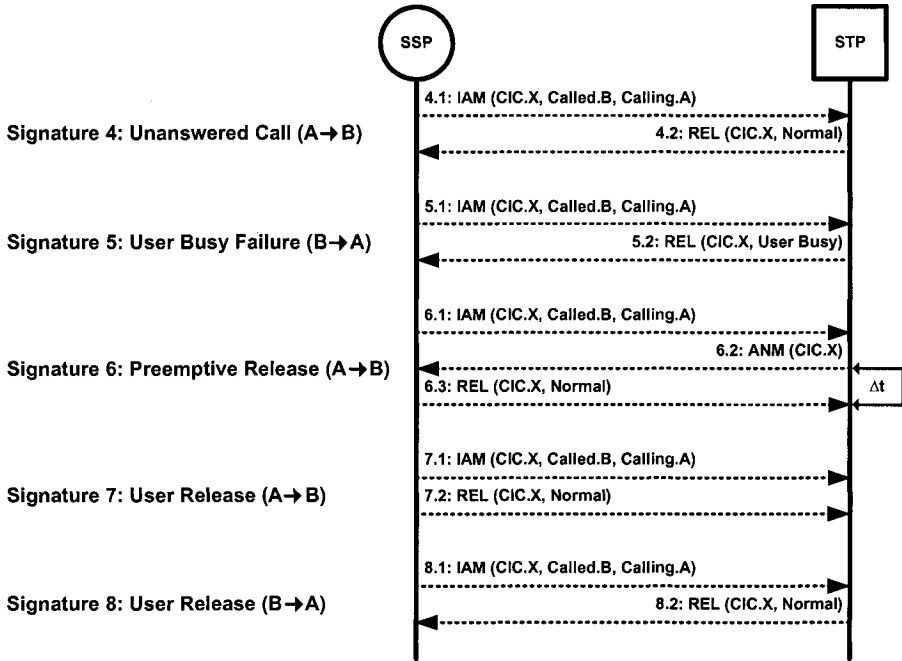 SSP
STP
4.1: IAM (CIC.X, Called.B, Calling.A)
Signature 4: Unanswered Call (A→B)
4.2: REL (CIC.X, Normal)
5.1: IAM (CIC.X, Called.B, Calling.A)
Signature 5: User Busy Failure (B→A)
5.2: REL (CIC.X, User Busy)
6.1: IAM (CIC.X, Called.B, Calling.A)
6.2: ANM (CIC.X)
Signature 6: Preemptive Release (A→B)
6.3: REL (CIC.X, Normal)
Δt
7.1: IAM (CIC.X, Called.B, Calling.A)
Signature 7: User Release (A→B)
7.2: REL (CIC.X, Normal)
8.1: IAM (CIC.X, Called.B, Calling.A)
Signature 8: User Release (B→A)
8.2: REL (CIC.X, Normal)